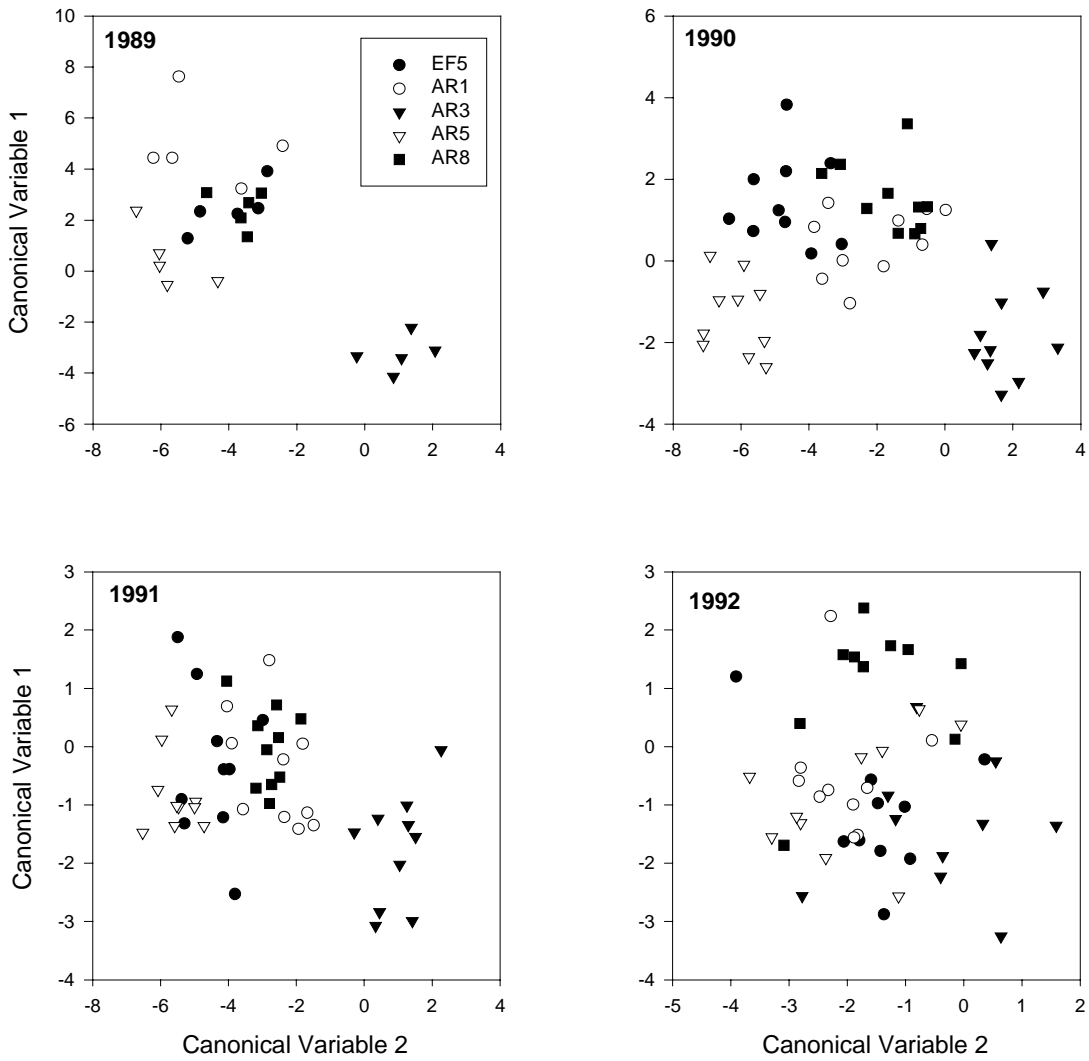 1989
EF5
AR1
AR3
AR5
AR8
Canonical Variable 1
10
8
6
4
2
0
-2
-4
-6
-8 -6 -4 -2 0 2 4
1990
6
4
2
0
-2
-4
-8 -6 -4 -2 0 2 4
1991
Canonical Variable 1
3
2
1
0
-1
-2
-3
-4
-8 -6 -4 -2 0 2 4
Canonical Variable 2
1992
3
2
1
0
-1
-2
-3
-4
-5 -4 -3 -2 -1 0 1 2
Canonical Variable 2